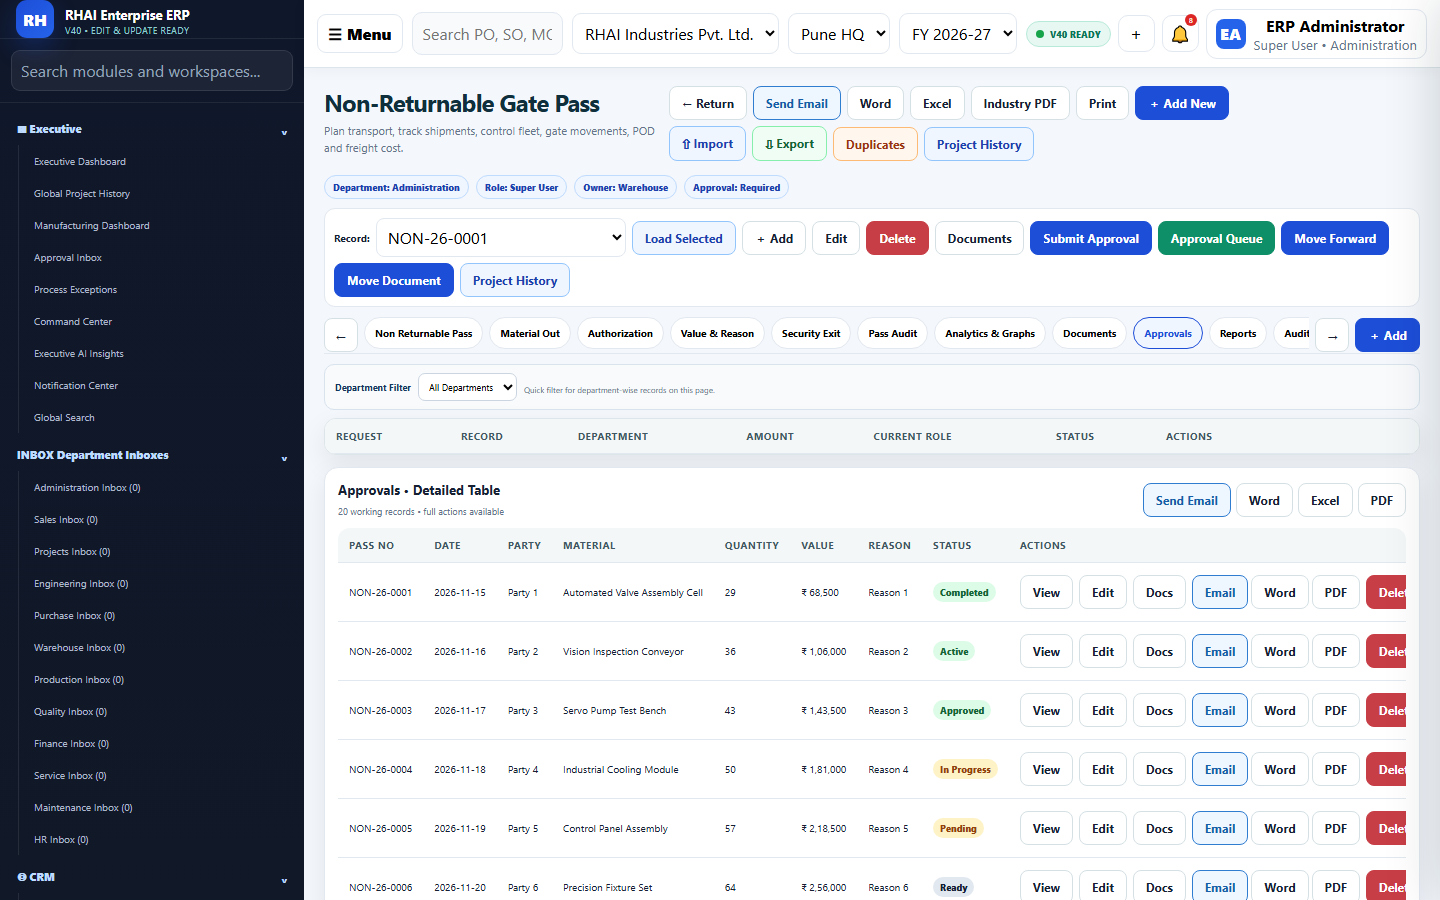 RH
RHAI Enterprise ERP
V40 • EDIT & UPDATE READY
Search modules and workspaces...
Executive
Executive Dashboard
Global Project History
Manufacturing Dashboard
Approval Inbox
Process Exceptions
Command Center
Executive AI Insights
Notification Center
Global Search
INBOX Department Inboxes
Administration Inbox (0)
Sales Inbox (0)
Projects Inbox (0)
Engineering Inbox (0)
Purchase Inbox (0)
Warehouse Inbox (0)
Production Inbox (0)
Quality Inbox (0)
Finance Inbox (0)
Service Inbox (0)
Maintenance Inbox (0)
HR Inbox (0)
CRM
☰ Menu
Search PO, SO, MO
RHAI Industries Pvt. Ltd.
Pune HQ
FY 2026-27
V40 READY
+
8
EA
ERP Administrator
Super User • Administration
Non-Returnable Gate Pass
Plan transport, track shipments, control fleet, gate movements, POD
and freight cost.
← Return
Send Email
Word
Excel
Industry PDF
Print
+ Add New
⇧ Import
⇩ Export
Duplicates
Project History
Department: Administration
Role: Super User
Owner: Warehouse
Approval: Required
Record:
NON-26-0001
Load Selected
+ Add
Edit
Delete
Documents
Submit Approval
Approval Queue
Move Forward
Move Document
Project History
←
Non Returnable Pass
Material Out
Authorization
Value & Reason
Security Exit
Pass Audit
Analytics & Graphs
Documents
Approvals
Reports
Audit
→
+ Add
Department Filter
All Departments
Quick filter for department-wise records on this page.
REQUEST RECORD DEPARTMENT AMOUNT CURRENT ROLE STATUS ACTIONS
Approvals • Detailed Table
20 working records • full actions available
Send Email
Word
Excel
PDF
PASS NO DATE PARTY MATERIAL QUANTITY VALUE REASON STATUS ACTIONS
NON-26-0001 2026-11-15 Party 1 Automated Valve Assembly Cell 29 ₹ 68,500 Reason 1 Completed View Edit Docs Email Word PDF Delet
NON-26-0002 2026-11-16 Party 2 Vision Inspection Conveyor 36 ₹ 1,06,000 Reason 2 Active View Edit Docs Email Word PDF Delet
NON-26-0003 2026-11-17 Party 3 Servo Pump Test Bench 43 ₹ 1,43,500 Reason 3 Approved View Edit Docs Email Word PDF Delet
NON-26-0004 2026-11-18 Party 4 Industrial Cooling Module 50 ₹ 1,81,000 Reason 4 In Progress View Edit Docs Email Word PDF Delet
NON-26-0005 2026-11-19 Party 5 Control Panel Assembly 57 ₹ 2,18,500 Reason 5 Pending View Edit Docs Email Word PDF Delet
NON-26-0006 2026-11-20 Party 6 Precision Fixture Set 64 ₹ 2,56,000 Reason 6 Ready View Edit Docs Email Word PDF Delet